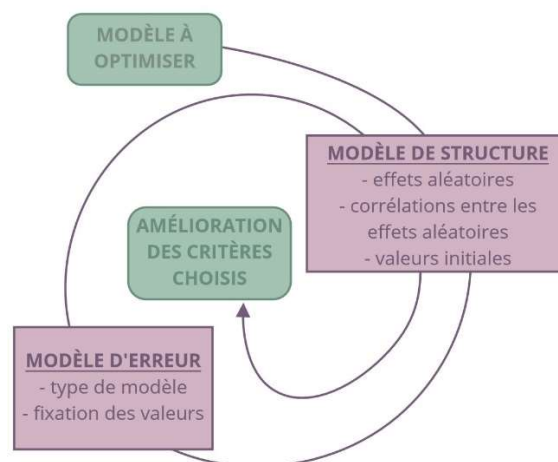 MODÈLE À
OPTIMISER
MODÈLE DE STRUCTURE
- effets aléatoires
- corrélations entre les
effets aléatoires
- valeurs initiales
AMÉLIORATION
DES CRITÈRES
CHOISIS
MODÈLE D'ERREUR
- type de modèle
- fixation des valeurs